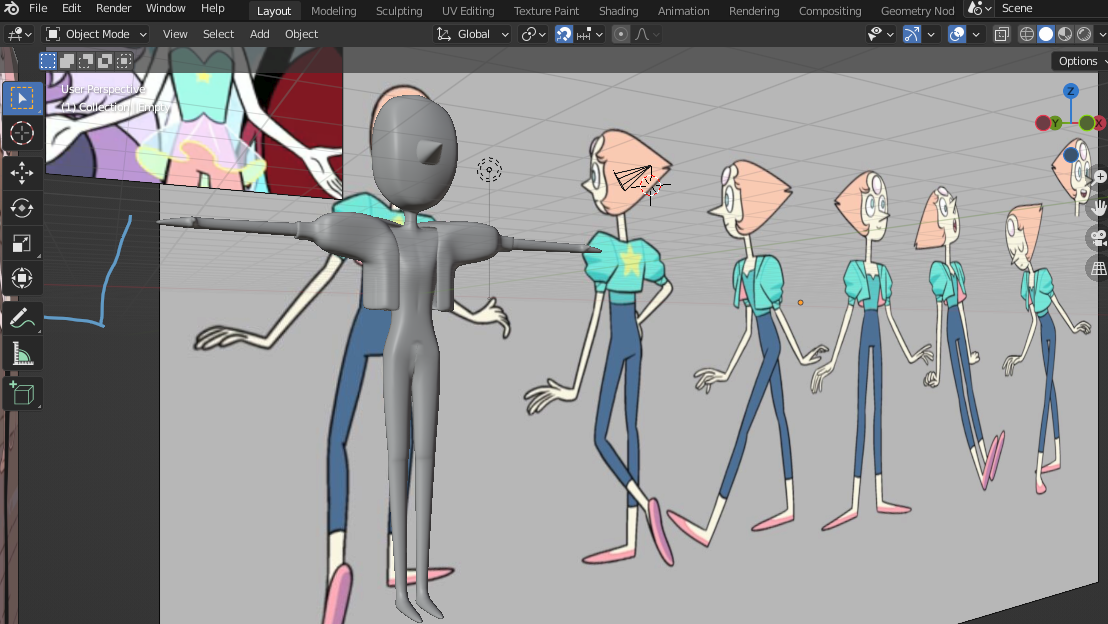 File Edit Render Window Help Layout Modeling Sculpting UV Editing Texture Paint Shading Animation Rendering Compositing Geometry Nod Scene
Object Mode View Select Add Object Global
Options
User Perspective
(1) Collection | Empty
Z
Y X